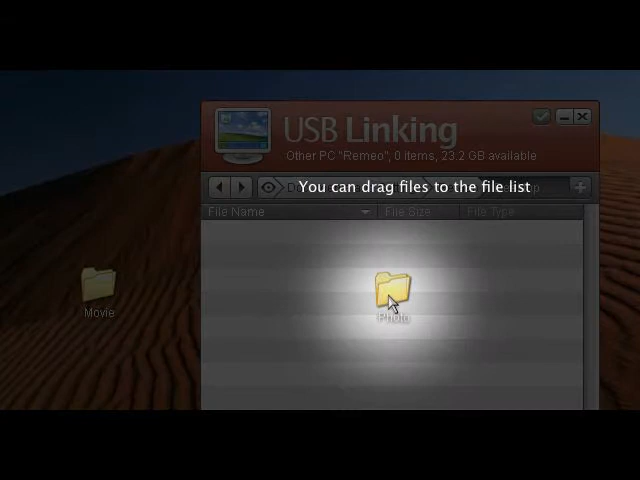 USB Linking
Other PC "Remeo", 0 items, 23.2 GB available
You can drag files to the file list
File Name
File Size
File Type
Photo
Movie